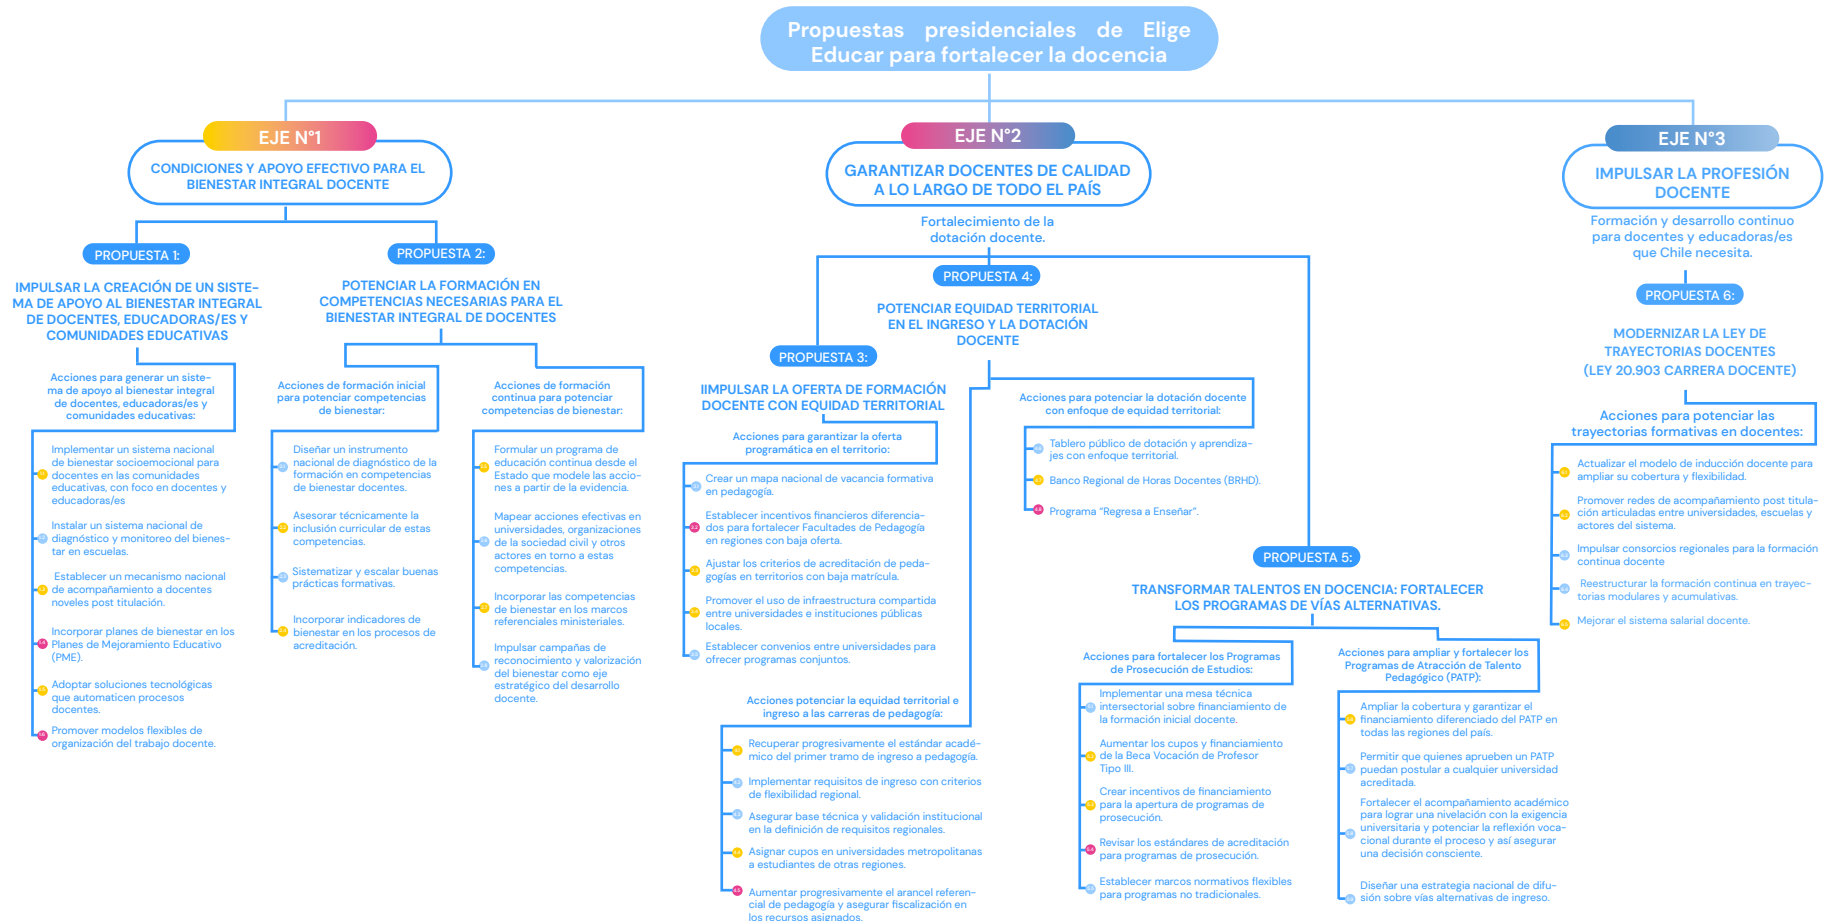 Propuestas presidenciales de Elige
Educar para fortalecer la docencia
EJE N°1
CONDICIONES Y APOYO EFECTIVO PARA EL
BIENESTAR INTEGRAL DOCENTE
PROPUESTA 1:
IMPULSAR LA CREACIÓN DE UN SISTE-
MA DE APOYO AL BIENESTAR INTEGRAL
DE DOCENTES, EDUCADORAS/ES Y
COMUNIDADES EDUCATIVAS
Acciones para generar un siste-
ma de apoyo al bienestar integral
de docentes, educadoras/es y
comunidades educativas:
Implementar un sistema nacional
de bienestar socioemocional para
docentes en las comunidades
educativas, con foco en docentes y
educadoras/es
Instalar un sistema nacional de
diagnóstico y monitoreo del bienes-
tar en escuelas.
Establecer un mecanismo nacional
de acompañamiento a docentes
noveles post titulación.
Incorporar planes de bienestar en los
Planes de Mejoramiento Educativo
(PME).
Adoptar soluciones tecnológicas
que automaticen procesos
docentes.
Promover modelos flexibles de
organización del trabajo docente.
PROPUESTA 2:
POTENCIAR LA FORMACIÓN EN
COMPETENCIAS NECESARIAS PARA EL
BIENESTAR INTEGRAL DE DOCENTES
Acciones de formación inicial
para potenciar competencias
de bienestar:
Diseñar un instrumento
nacional de diagnóstico de la
formación en competencias
de bienestar docentes.
Asesorar técnicamente la
inclusión curricular de estas
competencias.
Sistematizar y escalar buenas
prácticas formativas.
Incorporar indicadores de
bienestar en los procesos de
acreditación.
Acciones de formación
continua para potenciar
competencias de bienestar:
Formular un programa de
educación continua desde el
Estado que modele las accio-
nes a partir de la evidencia.
Mapear acciones efectivas en
universidades, organizaciones
de la sociedad civil y otros
actores en torno a estas
competencias.
Incorporar las competencias
de bienestar en los marcos
referenciales ministeriales.
Impulsar campañas de
reconocimiento y valorización
del bienestar como eje
estratégico del desarrollo
docente.
EJE N°2
GARANTIZAR DOCENTES DE CALIDAD
A LO LARGO DE TODO EL PAÍS
Fortalecimiento de la
dotación docente.
PROPUESTA 3:
IIMPULSAR LA OFERTA DE FORMACIÓN
DOCENTE CON EQUIDAD TERRITORIAL
Acciones para garantizar la oferta
programática en el territorio:
Crear un mapa nacional de vacancia formativa
en pedagogía.
Establecer incentivos financieros diferencia-
dos para fortalecer Facultades de Pedagogía
en regiones con baja oferta.
Ajustar los criterios de acreditación de peda-
gogías en territorios con baja matrícula.
Promover el uso de infraestructura compartida
entre universidades e instituciones públicas
locales.
Establecer convenios entre universidades para
ofrecer programas conjuntos.
PROPUESTA 4:
POTENCIAR EQUIDAD TERRITORIAL
EN EL INGRESO Y LA DOTACIÓN
DOCENTE
Acciones potenciar la equidad territorial e
ingreso a las carreras de pedagogía:
Recuperar progresivamente el estándar acadé-
mico del primer tramo de ingreso a pedagogía.
Implementar requisitos de ingreso con criterios
de flexibilidad regional.
Asegurar base técnica y validación institucional
en la definición de requisitos regionales.
Asignar cupos en universidades metropolitanas
a estudiantes de otras regiones.
Aumentar progresivamente el arancel referen-
cial de pedagogía y asegurar fiscalización en
los recursos asignados.
Acciones para potenciar la dotación docente
con enfoque de equidad territorial:
Tablero público de dotación y aprendiza-
jes con enfoque territorial.
Banco Regional de Horas Docentes (BRHD).
Programa “Regresa a Enseñar”.
PROPUESTA 5:
TRANSFORMAR TALENTOS EN DOCENCIA: FORTALECER
LOS PROGRAMAS DE VÍAS ALTERNATIVAS.
Acciones para fortalecer los Programas
de Prosecución de Estudios:
Implementar una mesa técnica
intersectorial sobre financiamiento de
la formación inicial docente.
Aumentar los cupos y financiamiento
de la Beca Vocación de Profesor
Tipo III.
Crear incentivos de financiamiento
para la apertura de programas de
prosecución.
Revisar los estándares de acreditación
para programas de prosecución.
Establecer marcos normativos flexibles
para programas no tradicionales.
Acciones para ampliar y fortalecer los
Programas de Atracción de Talento
Pedagógico (PATP):
Ampliar la cobertura y garantizar el
financiamiento diferenciado del PATP en
todas las regiones del país.
Permitir que quienes aprueben un PATP
puedan postular a cualquier universidad
acreditada.
Fortalecer el acompañamiento académico
para lograr una nivelación con la exigencia
universitaria y potenciar la reflexión voca-
cional durante el proceso y así asegurar
una decisión consciente.
Diseñar una estrategia nacional de difu-
sión sobre vías alternativas de ingreso.
EJE N°3
IMPULSAR LA PROFESIÓN
DOCENTE
Formación y desarrollo continuo
para docentes y educadoras/es
que Chile necesita.
PROPUESTA 6:
MODERNIZAR LA LEY DE
TRAYECTORIAS DOCENTES
(LEY 20.903 CARRERA DOCENTE)
Acciones para potenciar las
trayectorias formativas en docentes:
Actualizar el modelo de inducción docente para
ampliar su cobertura y flexibilidad.
Promover redes de acompañamiento post titula-
ción articuladas entre universidades, escuelas y
actores del sistema.
Impulsar consorcios regionales para la formación
continua docente
Reestructurar la formación continua en trayec-
torias modulares y acumulativas.
Mejorar el sistema salarial docente.